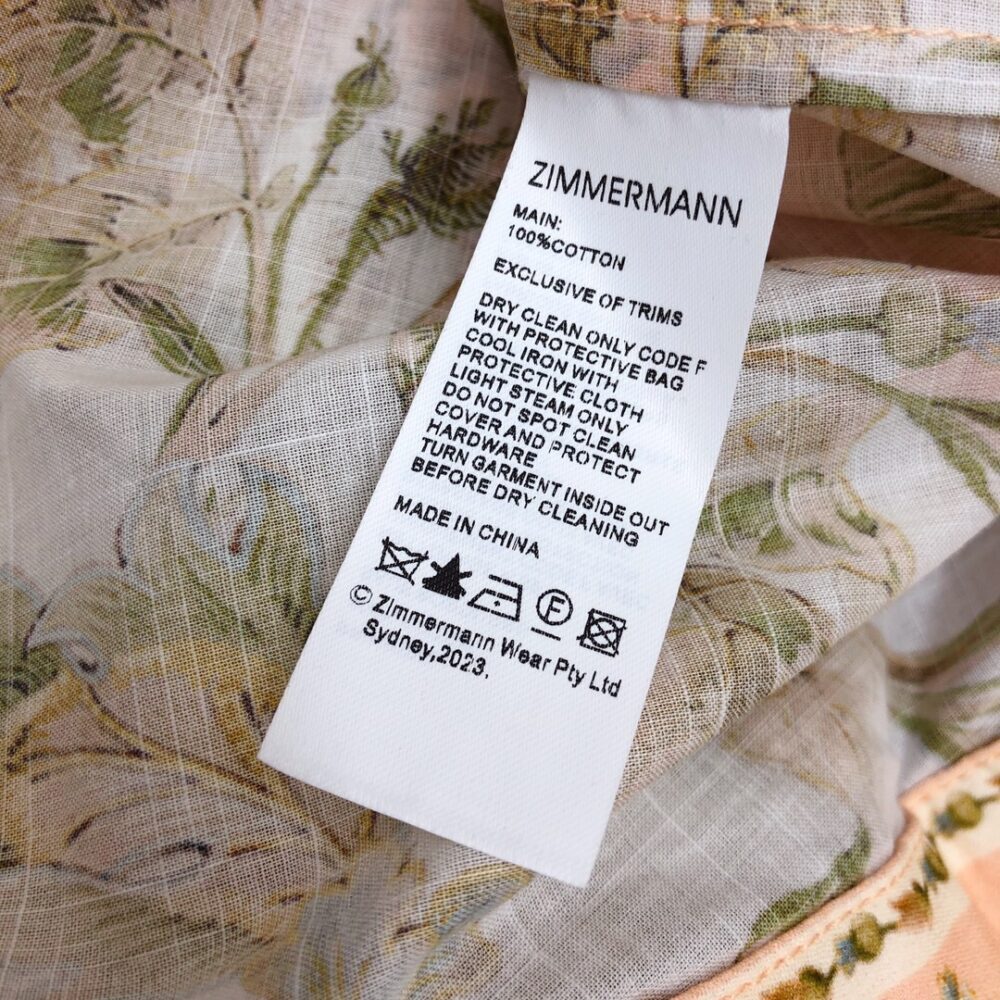 ZIMMERMANN
MAIN:
100%COTTON
EXCLUSIVE OF TRIMS
DRY CLEAN ONLY CODE F
WITH PROTECTIVE BAG
COOL IRON WITH
PROTECTIVE CLOTH
LIGHT STEAM ONLY
DO NOT SPOT CLEAN
COVER AND PROTECT
HARDWARE
TURN GARMENT INSIDE OUT
BEFORE DRY CLEANING
MADE IN CHINA
F
© Zimmermann Wear Pty Ltd
Sydney,2023.